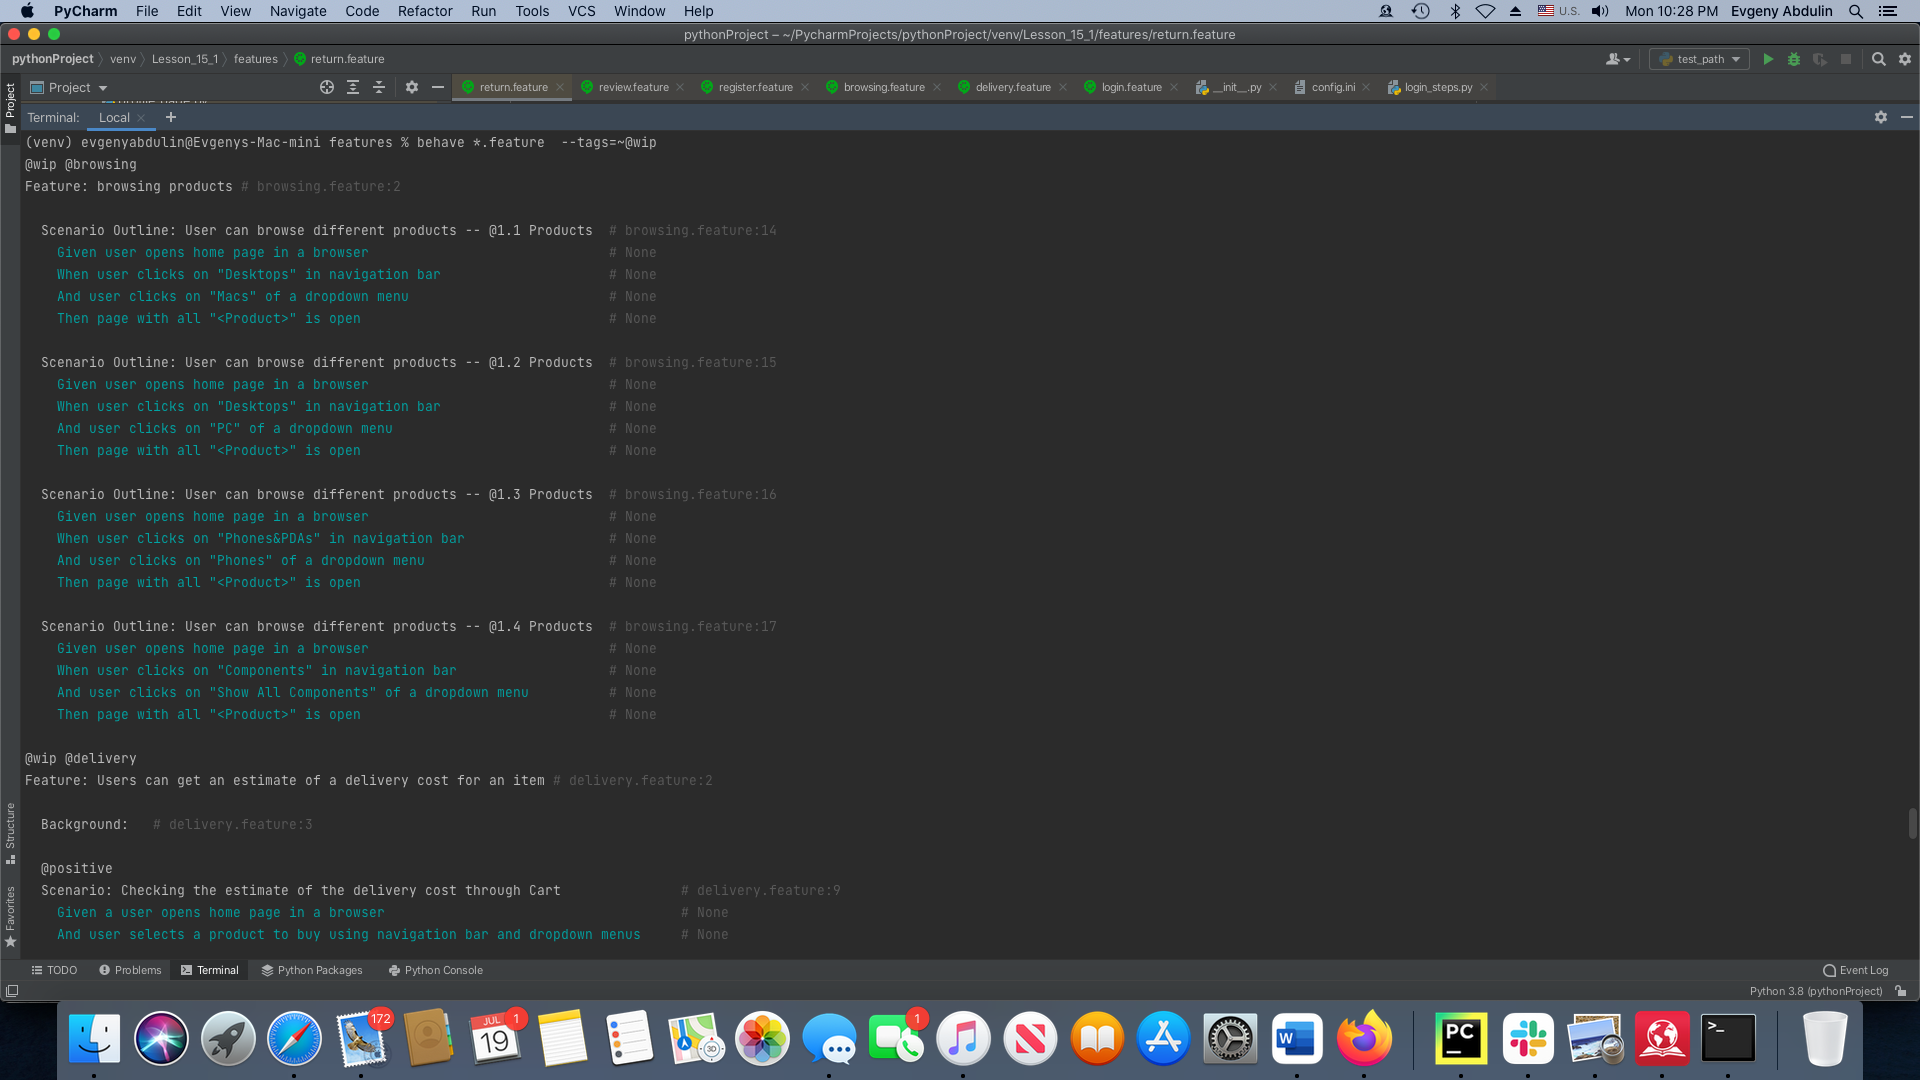 PyCharm File Edit View Navigate Code Refactor Run Tools VCS Window Help U.S. Mon 10:28 PM Evgeny Abdulin
pythonProject – ~/PycharmProjects/pythonProject/venv/Lesson_15_1/features/return.feature
pythonProject venv Lesson_15_1 features return.feature test_path
Project return.feature review.feature register.feature browsing.feature delivery.feature login.feature __init__.py config.ini login_steps.py
Project
Terminal: Local +
(venv) evgenyabdulin@Evgenys-Mac-mini features % behave *.feature  --tags=~@wip
@wip @browsing
Feature: browsing products # browsing.feature:2
Scenario Outline: User can browse different products -- @1.1 Products  # browsing.feature:14
Given user opens home page in a browser # None
When user clicks on "Desktops" in navigation bar # None
And user clicks on "Macs" of a dropdown menu # None
Then page with all "<Product>" is open # None
Scenario Outline: User can browse different products -- @1.2 Products  # browsing.feature:15
Given user opens home page in a browser # None
When user clicks on "Desktops" in navigation bar # None
And user clicks on "PC" of a dropdown menu # None
Then page with all "<Product>" is open # None
Scenario Outline: User can browse different products -- @1.3 Products  # browsing.feature:16
Given user opens home page in a browser # None
When user clicks on "Phones&PDAs" in navigation bar # None
And user clicks on "Phones" of a dropdown menu # None
Then page with all "<Product>" is open # None
Scenario Outline: User can browse different products -- @1.4 Products  # browsing.feature:17
Given user opens home page in a browser # None
When user clicks on "Components" in navigation bar # None
And user clicks on "Show All Components" of a dropdown menu # None
Then page with all "<Product>" is open # None
@wip @delivery
Feature: Users can get an estimate of a delivery cost for an item # delivery.feature:2
Background:   # delivery.feature:3
@positive
Scenario: Checking the estimate of the delivery cost through Cart # delivery.feature:9
Given a user opens home page in a browser # None
And user selects a product to buy using navigation bar and dropdown menus # None
Structure
Favorites
TODO Problems Terminal Python Packages Python Console Event Log
Python 3.8 (pythonProject)
172 JUL 19 1 3D 1 W PC >_